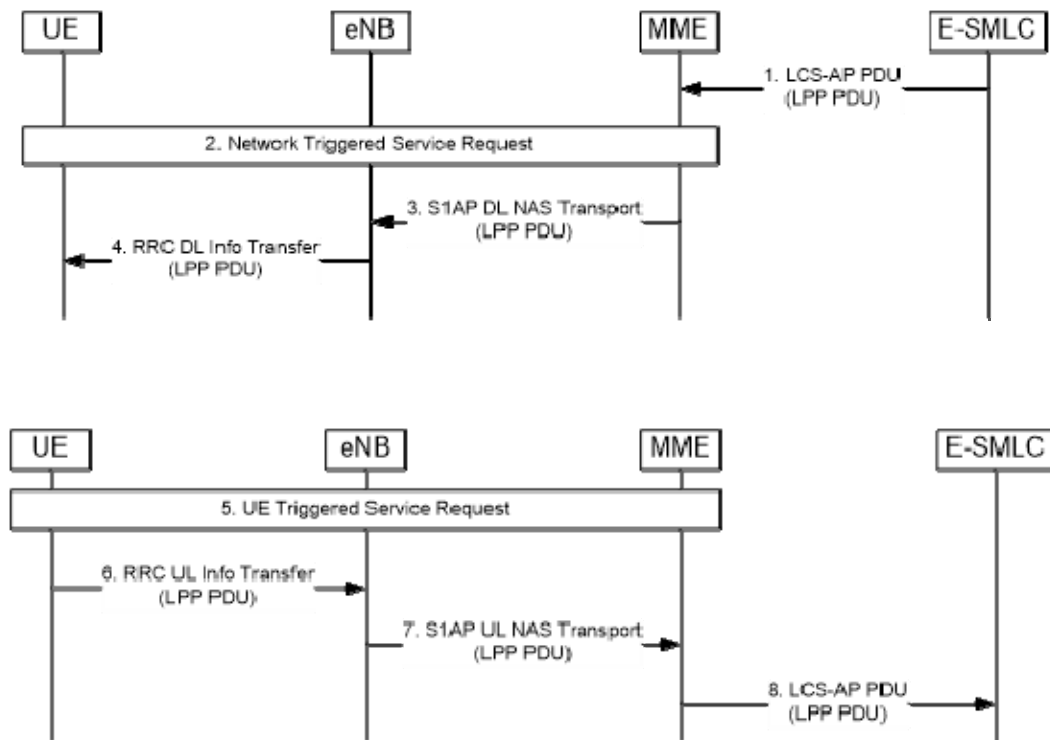 UE eNB MME E-SMLC
1. LCS-AP PDU
(LPP PDU)
2. Network Triggered Service Request
3. S1AP DL NAS Transport
(LPP PDU)
4. RRC DL Info Transfer
(LPP PDU)
UE eNB MME E-SMLC
5. UE Triggered Service Request
6. RRC UL Info Transfer
(LPP PDU)
7. S1AP UL NAS Transport
(LPP PDU)
8. LCS-AP PDU
(LPP PDU)